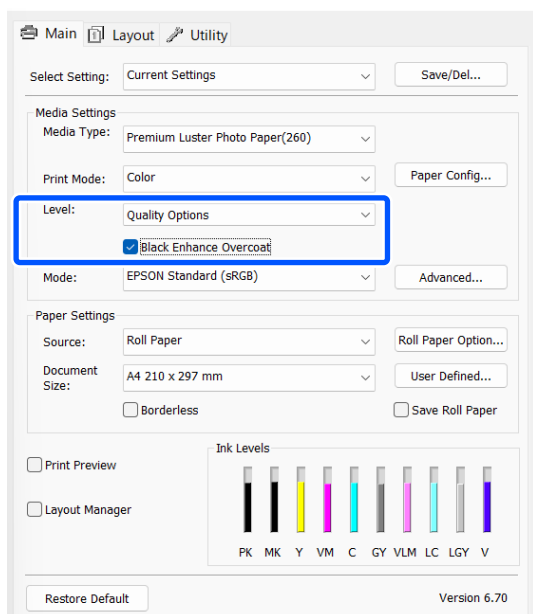 Main Layout Utility
Select Setting: Current Settings Save/Del...
Media Settings
Media Type: Premium Luster Photo Paper(260)
Print Mode: Color Paper Config...
Level: Quality Options
Black Enhance Overcoat
Mode: EPSON Standard (sRGB) Advanced...
Paper Settings
Source: Roll Paper Roll Paper Option...
Document
Size: A4 210 x 297 mm User Defined...
Borderless Save Roll Paper
Ink Levels
Print Preview
Layout Manager
PK MK Y VM C GY VLM LC LGY V
Restore Default Version 6.70